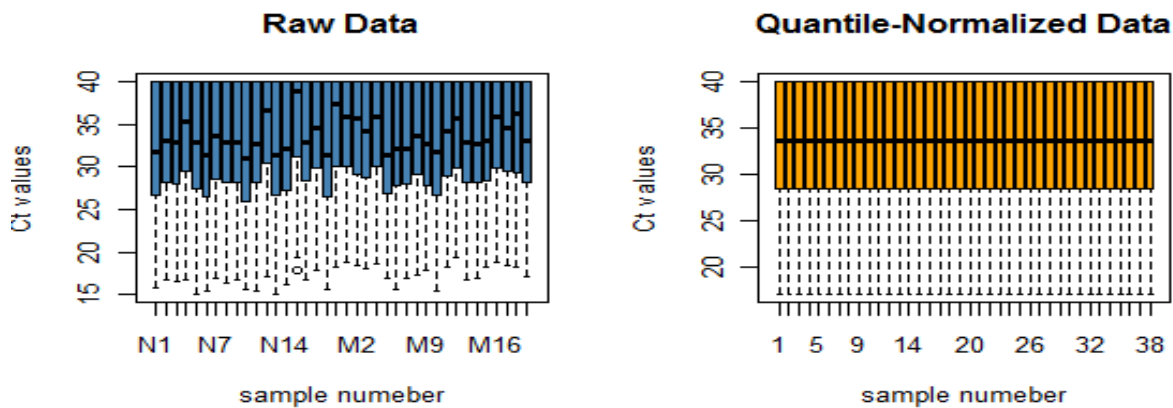 Raw Data
Ct values
40
35
30
25
20
15
N1 N7 N14 M2 M9 M16
sample numeber
Quantile-Normalized Data
Ct values
40
35
30
25
20
1 5 9 14 20 26 32 38
sample numeber